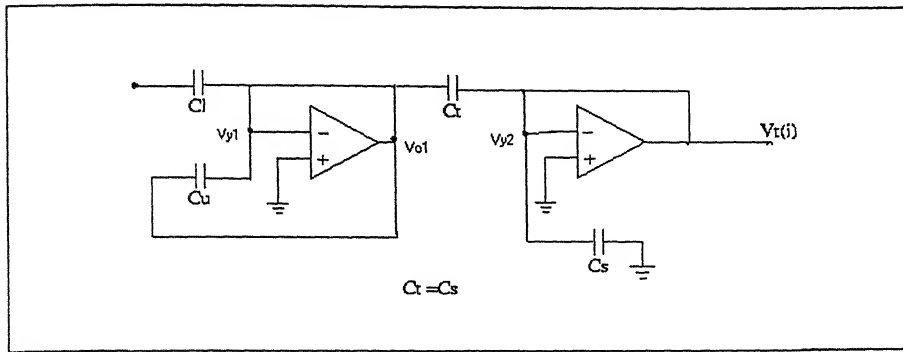 Cl
Ct
Vy1
Vo1
Vy2
Vt(i)
Cu
Cs
Ct = Cs